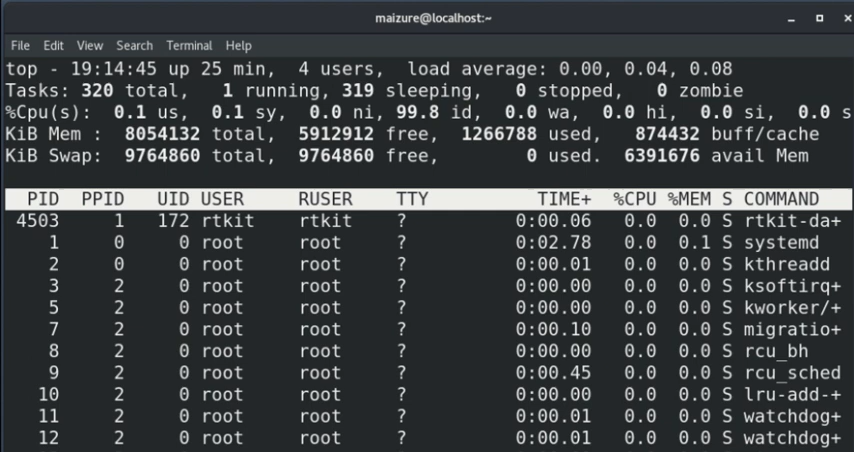 maizure@localhost:~
File Edit View Search Terminal Help
top - 19:14:45 up 25 min, 4 users, load average: 0.00, 0.04, 0.08
Tasks: 320 total, 1 running, 319 sleeping, 0 stopped, 0 zombie
%Cpu(s): 0.1 us, 0.1 sy, 0.0 ni, 99.8 id, 0.0 wa, 0.0 hi, 0.0 si, 0.0 s
KiB Mem : 8054132 total, 5912912 free, 1266788 used, 874432 buff/cache
KiB Swap: 9764860 total, 9764860 free, 0 used. 6391676 avail Mem
PID PPID UID USER RUSER TTY TIME+ %CPU %MEM S COMMAND
4503 1 172 rtkit rtkit ? 0:00.06 0.0 0.0 S rtkit-da+
1 0 0 root root ? 0:02.78 0.0 0.1 S systemd
2 0 0 root root ? 0:00.01 0.0 0.0 S kthreadd
3 2 0 root root ? 0:00.00 0.0 0.0 S ksoftirq+
5 2 0 root root ? 0:00.00 0.0 0.0 S kworker/+
7 2 0 root root ? 0:00.10 0.0 0.0 S migratio+
8 2 0 root root ? 0:00.00 0.0 0.0 S rcu_bh
9 2 0 root root ? 0:00.45 0.0 0.0 S rcu_sched
10 2 0 root root ? 0:00.00 0.0 0.0 S lru-add-+
11 2 0 root root ? 0:00.01 0.0 0.0 S watchdog+
12 2 0 root root ? 0:00.01 0.0 0.0 S watchdog+